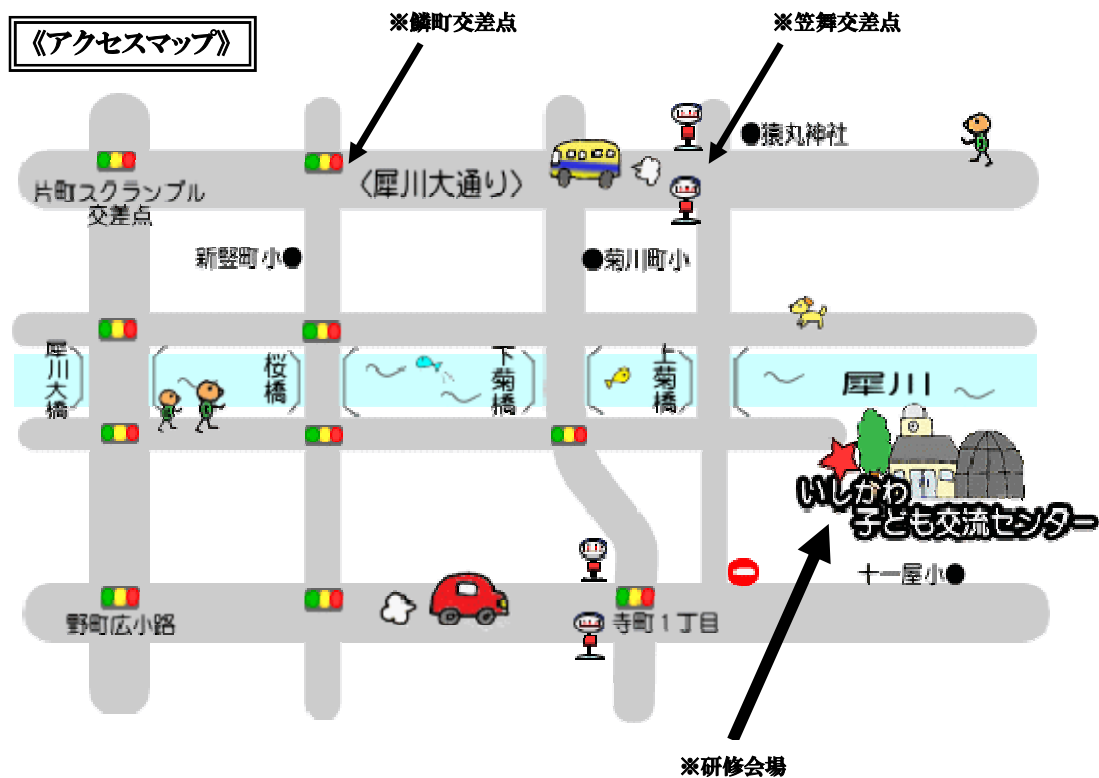 《アクセスマップ》
※鱗町交差点
※笠舞交差点
●猿丸神社
片町スクランブル
交差点
〈犀川大通り〉
新竪町小●
●菊川町小
犀川大橋
桜橋
下菊橋
上菊橋
犀川
いしかわ
子ども交流センター
十一屋小●
野町広小路
寺町1丁目
※研修会場